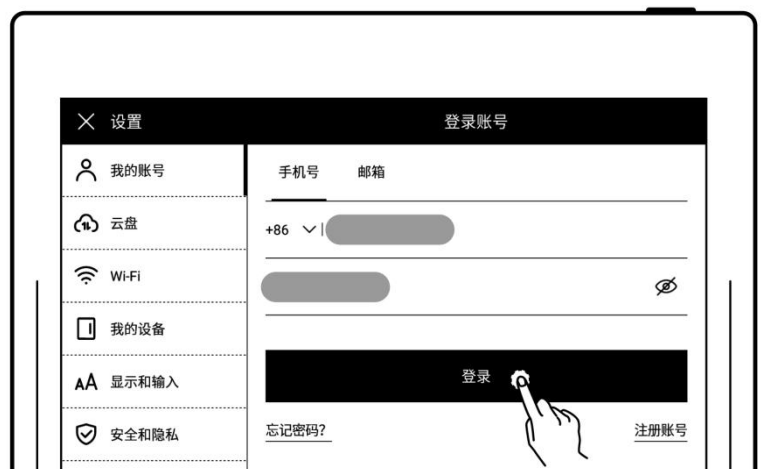 设置
登录账号
我的账号
手机号 邮箱
云盘
+86
Wi-Fi
我的设备
显示和输入
AA
登录
安全和隐私
忘记密码?
注册账号